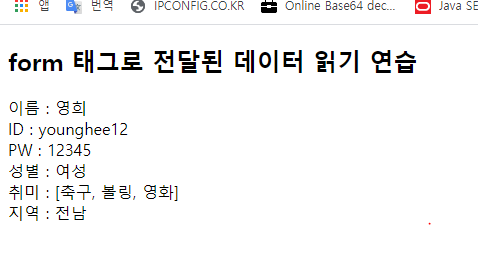 앱 번역 IPCONFIG.CO.KR Online Base64 dec... Java SE
form 태그로 전달된 데이터 읽기 연습
이름 : 영희
ID : younghee12
PW : 12345
성별 : 여성
취미 : [축구, 볼링, 영화]
지역 : 전남